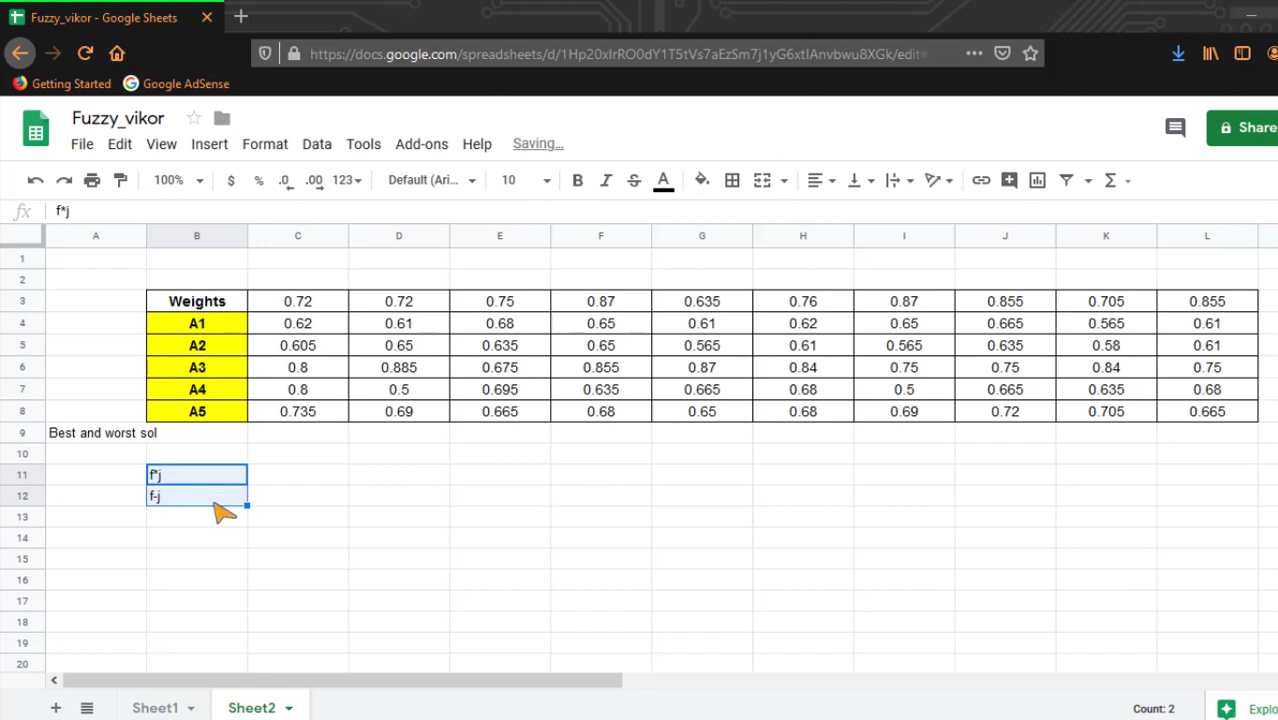 Fuzzy_vikor - Google Sheets
https://docs.google.com/spreadsheets/d/1Hp20xIrRO0dY1T5tVs7aEzSm7j1yG6xtIAnvbwu8XGk/edit
Getting Started Google AdSense
Fuzzy_vikor
File Edit View Insert Format Data Tools Add-ons Help Saving...
Share
100% $ % .0 .00 123 Default (Ari... 10 B I S A Σ
fx f*j
A B C D E F G H I J K L
1
2
3 Weights 0.72 0.72 0.75 0.87 0.635 0.76 0.87 0.855 0.705 0.855
4 A1 0.62 0.61 0.68 0.65 0.61 0.62 0.65 0.665 0.565 0.61
5 A2 0.605 0.65 0.635 0.65 0.565 0.61 0.565 0.635 0.58 0.61
6 A3 0.8 0.885 0.675 0.855 0.87 0.84 0.75 0.75 0.84 0.75
7 A4 0.8 0.5 0.695 0.635 0.665 0.68 0.5 0.665 0.635 0.68
8 A5 0.735 0.69 0.665 0.68 0.65 0.68 0.69 0.72 0.705 0.665
9 Best and worst sol
10
11 f*j
12 f-j
13
14
15
16
17
18
19
20
Sheet1 Sheet2 Count: 2 Explo